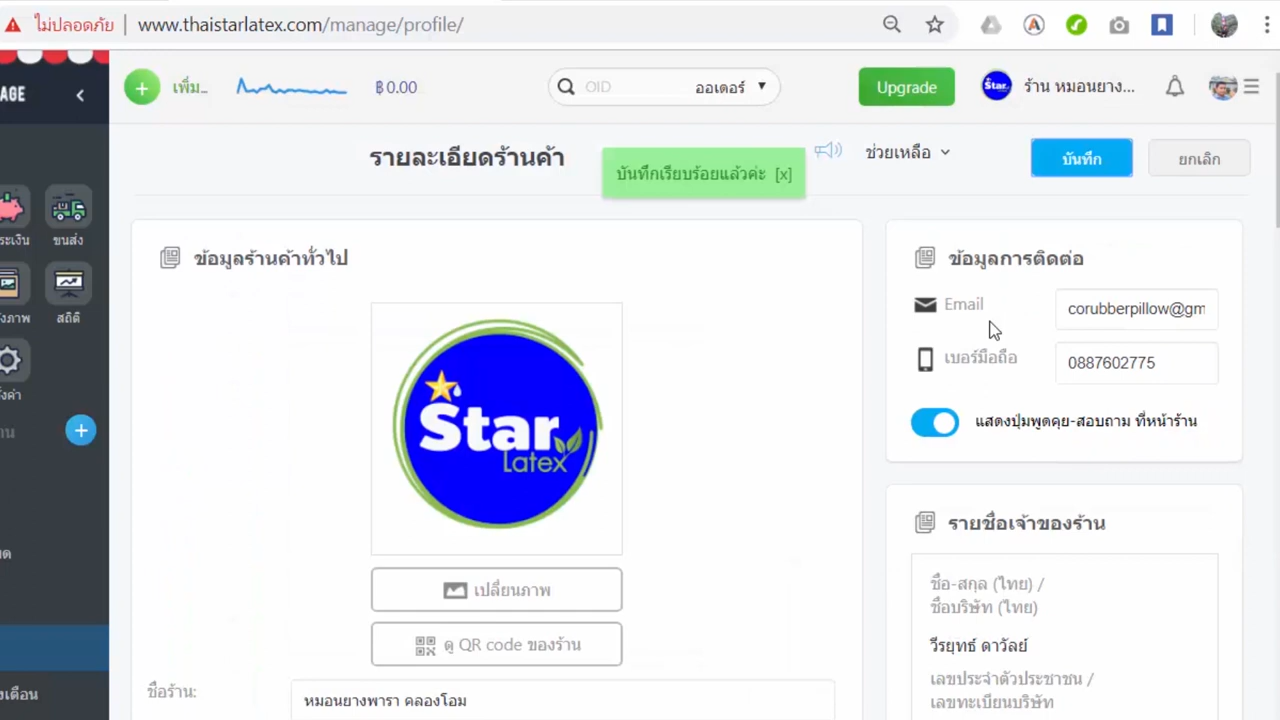 ไม่ปลอดภัย | www.thaistarlatex.com/manage/profile/
AGE
เพิ่ม_
฿0.00
OID
ออเดอร์
Upgrade
Star
ร้าน หมอนยาง...
รายละเอียดร้านค้า
บันทึกเรียบร้อยแล้วค่ะ [x]
ช่วยเหลือ
บันทึก
ยกเลิก
ขนส่ง
สถิติ
ข้อมูลร้านค้าทั่วไป
Star
Latex
เปลี่ยนภาพ
ดู QR code ของร้าน
ชื่อร้าน:
หมอนยางพารา คลองโอม
ข้อมูลการติดต่อ
Email
corubberpillow@gm
เบอร์มือถือ
0887602775
แสดงปุ่มพูดคุย-สอบถาม ที่หน้าร้าน
รายชื่อเจ้าของร้าน
ชื่อ-สกุล (ไทย) /
ชื่อบริษัท (ไทย)
วีรยุทธ์ ดาวัลย์
เลขประจำตัวประชาชน /
เลขทะเบียนบริษัท